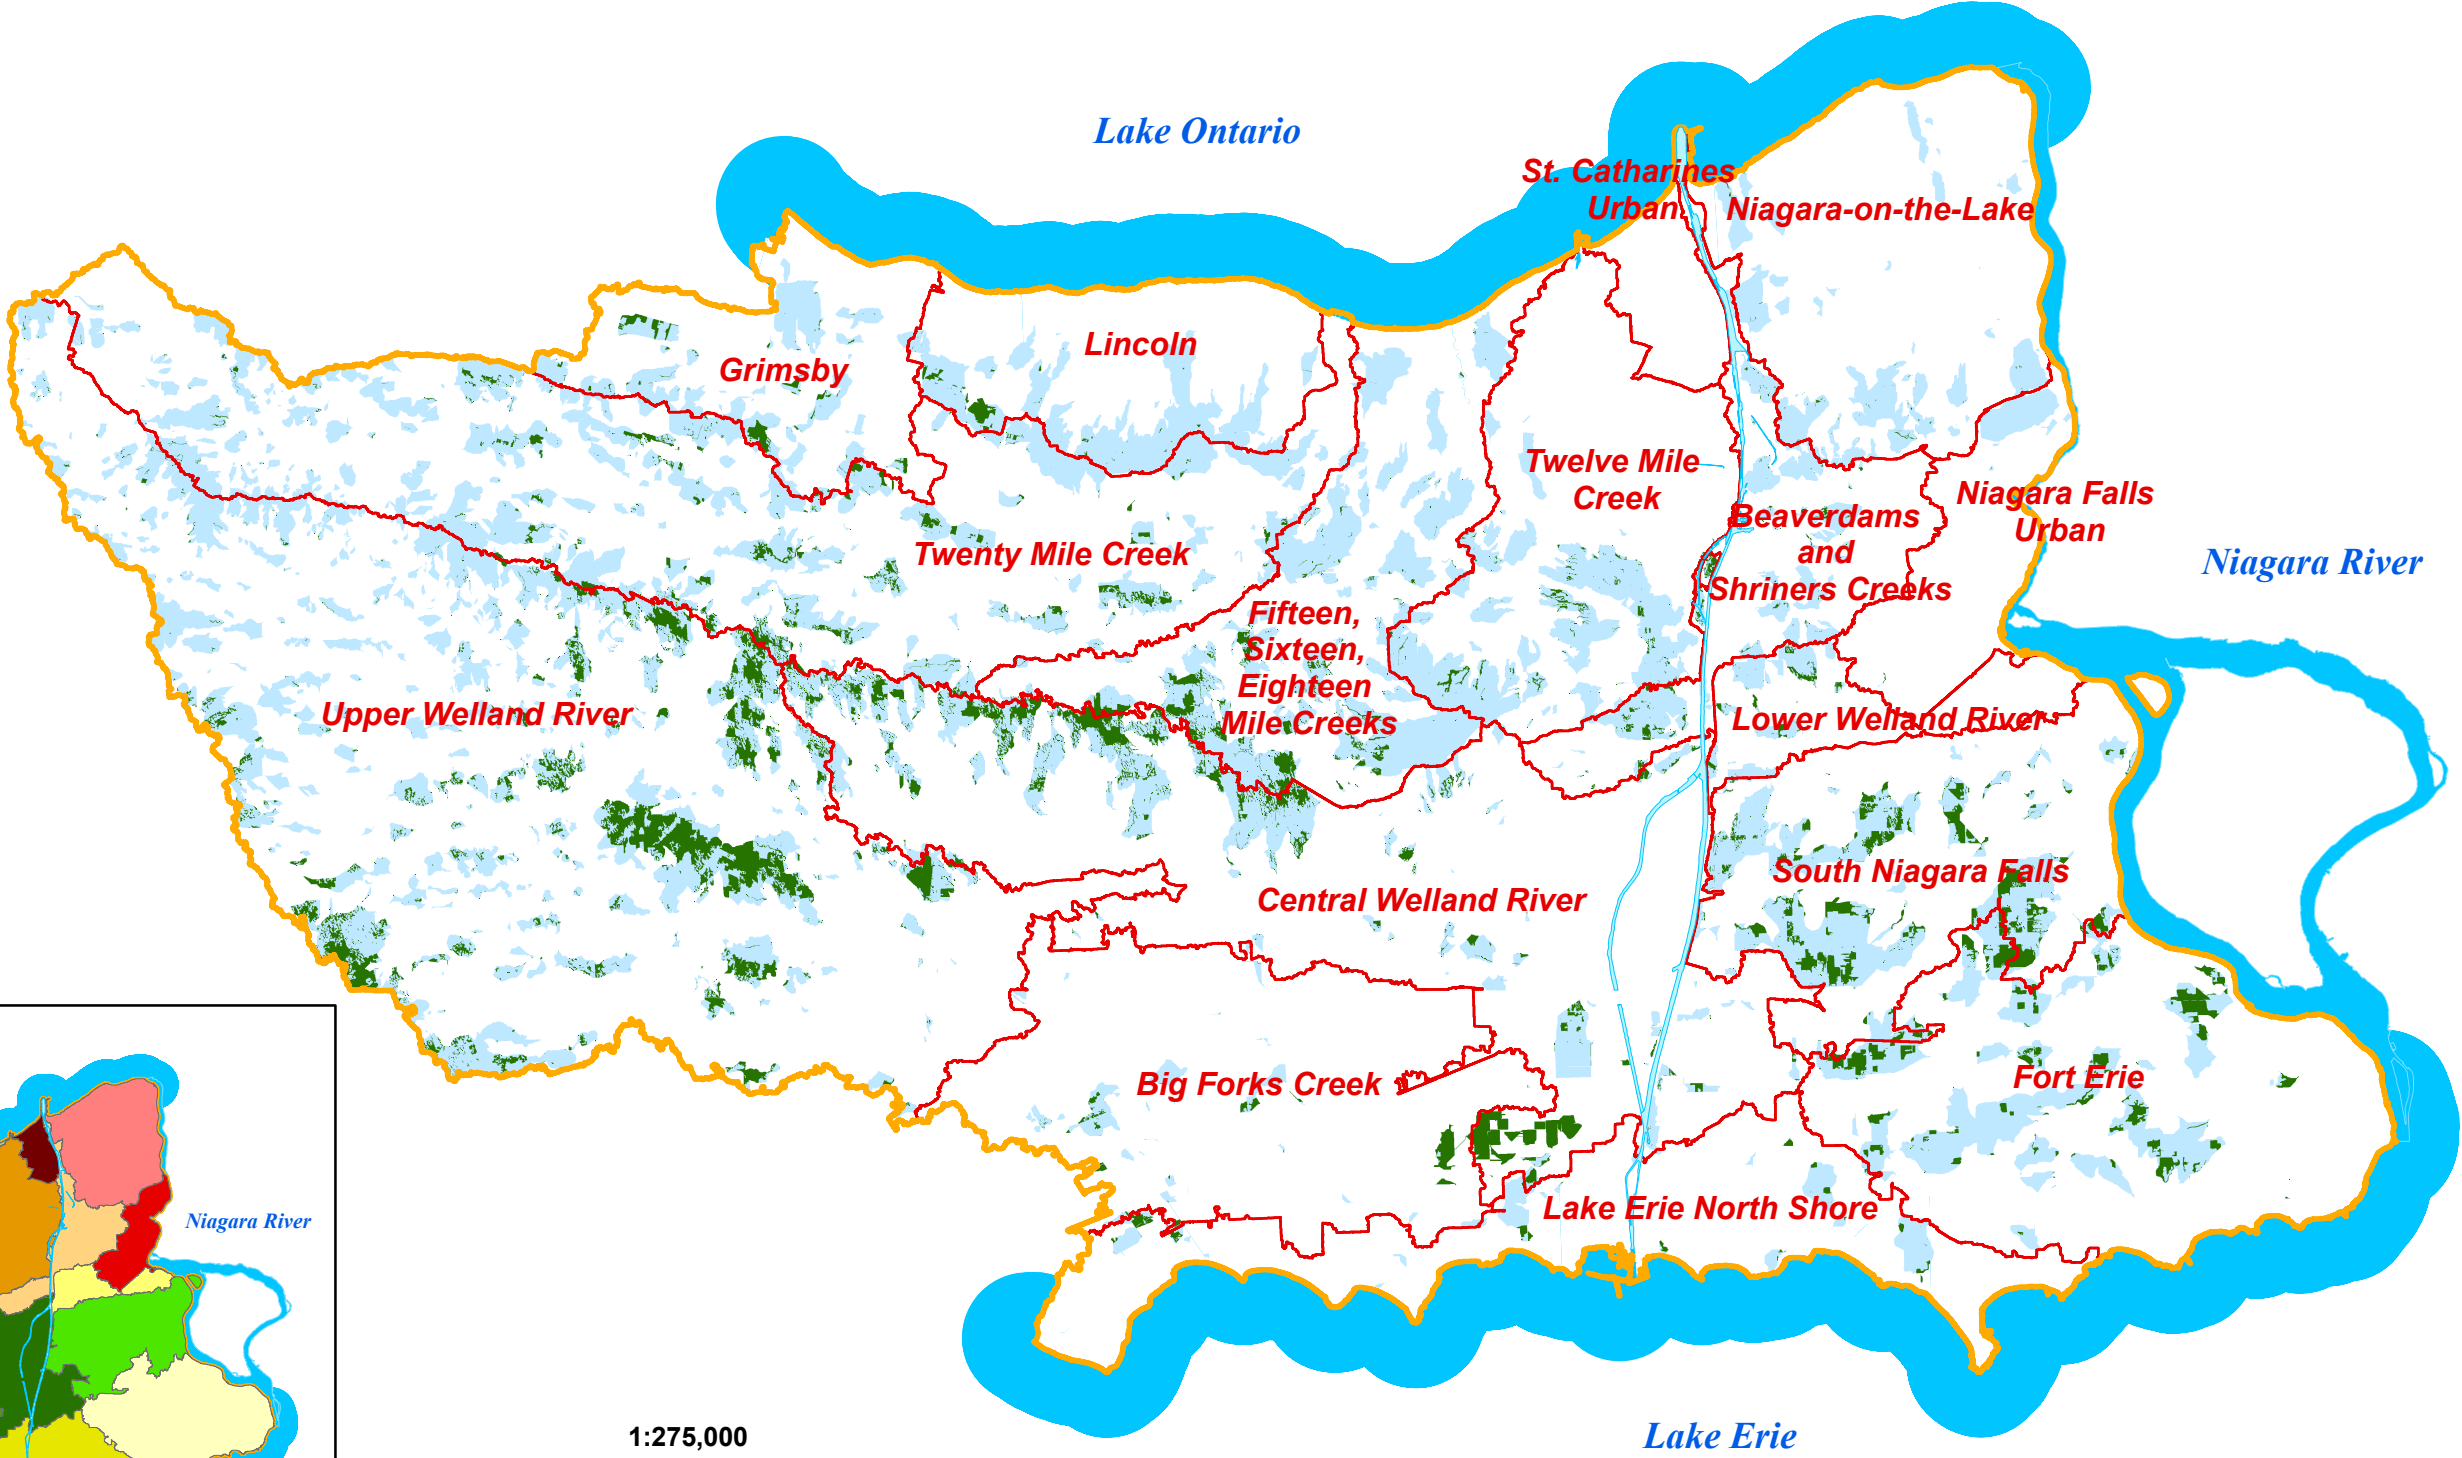 Lake Ontario
St. Catharines
Urban
Niagara-on-the-Lake
Lincoln
Grimsby
Twelve Mile
Creek
Niagara Falls
Urban
Beaverdams
and
Shriners Creeks
Niagara River
Twenty Mile Creek
Fifteen,
Sixteen,
Eighteen
Mile Creeks
Upper Welland River
Lower Welland River
South Niagara Falls
Central Welland River
Big Forks Creek
Fort Erie
Lake Erie North Shore
Niagara River
1:275,000
Lake Erie